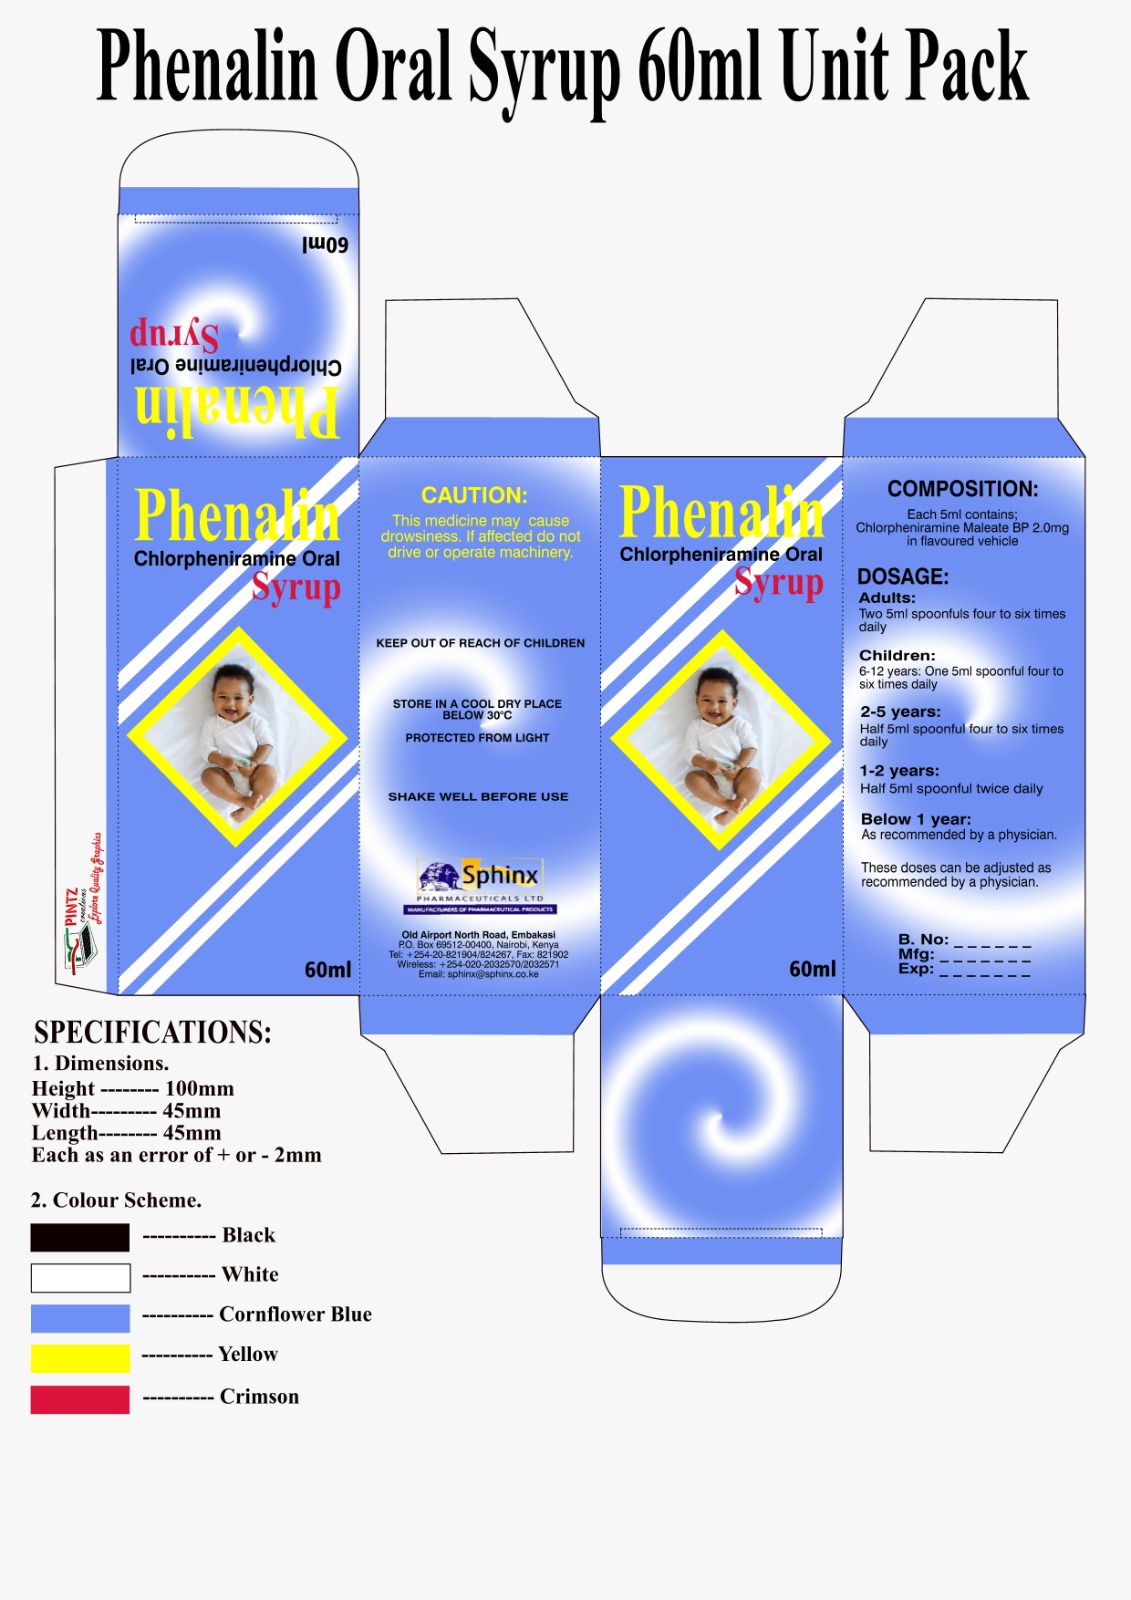 Phenalin Oral Syrup 60ml Unit Pack
60ml
Syrup
Chlorpheniramine Oral
Phenalin
Phenalin
Chlorpheniramine Oral
Syrup
60ml
PINTZ
creations
Explore Quality Graphics
CAUTION:
This medicine may cause
drowsiness. If affected do not
drive or operate machinery.
KEEP OUT OF REACH OF CHILDREN
STORE IN A COOL DRY PLACE
BELOW 30°C
PROTECTED FROM LIGHT
SHAKE WELL BEFORE USE
Sphinx
PHARMACEUTICALS LTD
MANUFACTURERS OF PHARMACEUTICAL PRODUCTS
Old Airport North Road, Embakasi
P.O. Box 69512-00400, Nairobi, Kenya
Tel: +254-20-821904/824267, Fax: 821902
Wireless: +254-020-2032570/2032571
Email: sphinx@sphinx.co.ke
Phenalin
Chlorpheniramine Oral
Syrup
60ml
COMPOSITION:
Each 5ml contains;
Chlorpheniramine Maleate BP 2.0mg
in flavoured vehicle
DOSAGE:
Adults:
Two 5ml spoonfuls four to six times
daily
Children:
6-12 years: One 5ml spoonful four to
six times daily
2-5 years:
Half 5ml spoonful four to six times
daily
1-2 years:
Half 5ml spoonful twice daily
Below 1 year:
As recommended by a physician.
These doses can be adjusted as
recommended by a physician.
B. No: _ _ _ _ _ _
Mfg: _ _ _ _ _ _ _
Exp: _ _ _ _ _ _ _
SPECIFICATIONS:
1. Dimensions.
Height -------- 100mm
Width--------- 45mm
Length-------- 45mm
Each as an error of + or - 2mm
2. Colour Scheme.
---------- Black
---------- White
---------- Cornflower Blue
---------- Yellow
---------- Crimson